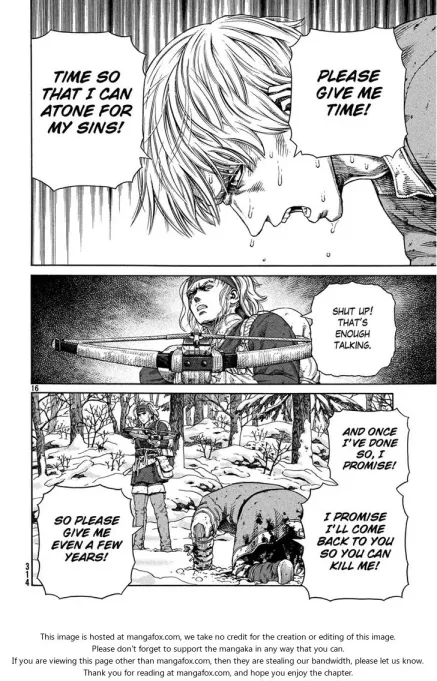 PLEASE
GIVE ME
TIME!
TIME SO
THAT I CAN
ATONE FOR
MY SINS!
SHUT UP!
THAT'S
ENOUGH
TALKING.
16
AND ONCE
I'VE DONE
SO, I
PROMISE!
I PROMISE
I'LL COME
BACK TO YOU
SO YOU CAN
KILL ME!
SO PLEASE
GIVE ME
EVEN A FEW
YEARS!
314
This image is hosted at mangafox.com, we take no credit for the creation or editing of this image.
Please don't forget to support the mangaka in any way that you can.
If you are viewing this page other than mangafox.com, then they are stealing our bandwidth, please let us know.
Thank you for reading at mangafox.com, and hope you enjoy the chapter.